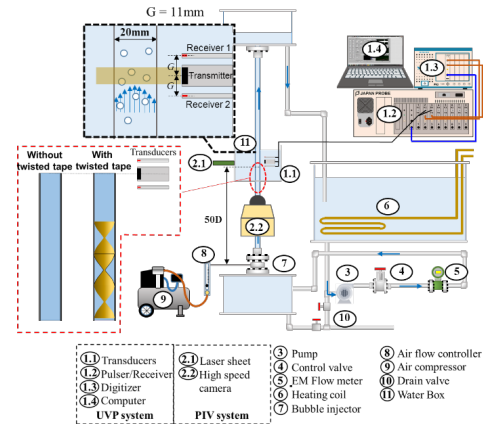 G = 11mm
20mm
G
G
Receiver 1
Transmitter
Receiver 2
1.4
1.3
JAPAN PROBE
1.2
11
2.1
1.1
Without
twisted tape
With
twisted tape
Transducers
50D
2.2
6
8
7
9
3
4
5
10
1.1 Transducers
1.2 Pulser/Receiver
1.3 Digitizer
1.4 Computer
UVP system
2.1 Laser sheet
2.2 High speed
camera
PIV system
3 Pump
4 Control valve
5 EM Flow meter
6 Heating coil
7 Bubble injector
8 Air flow controller
9 Air compressor
10 Drain valve
11 Water Box